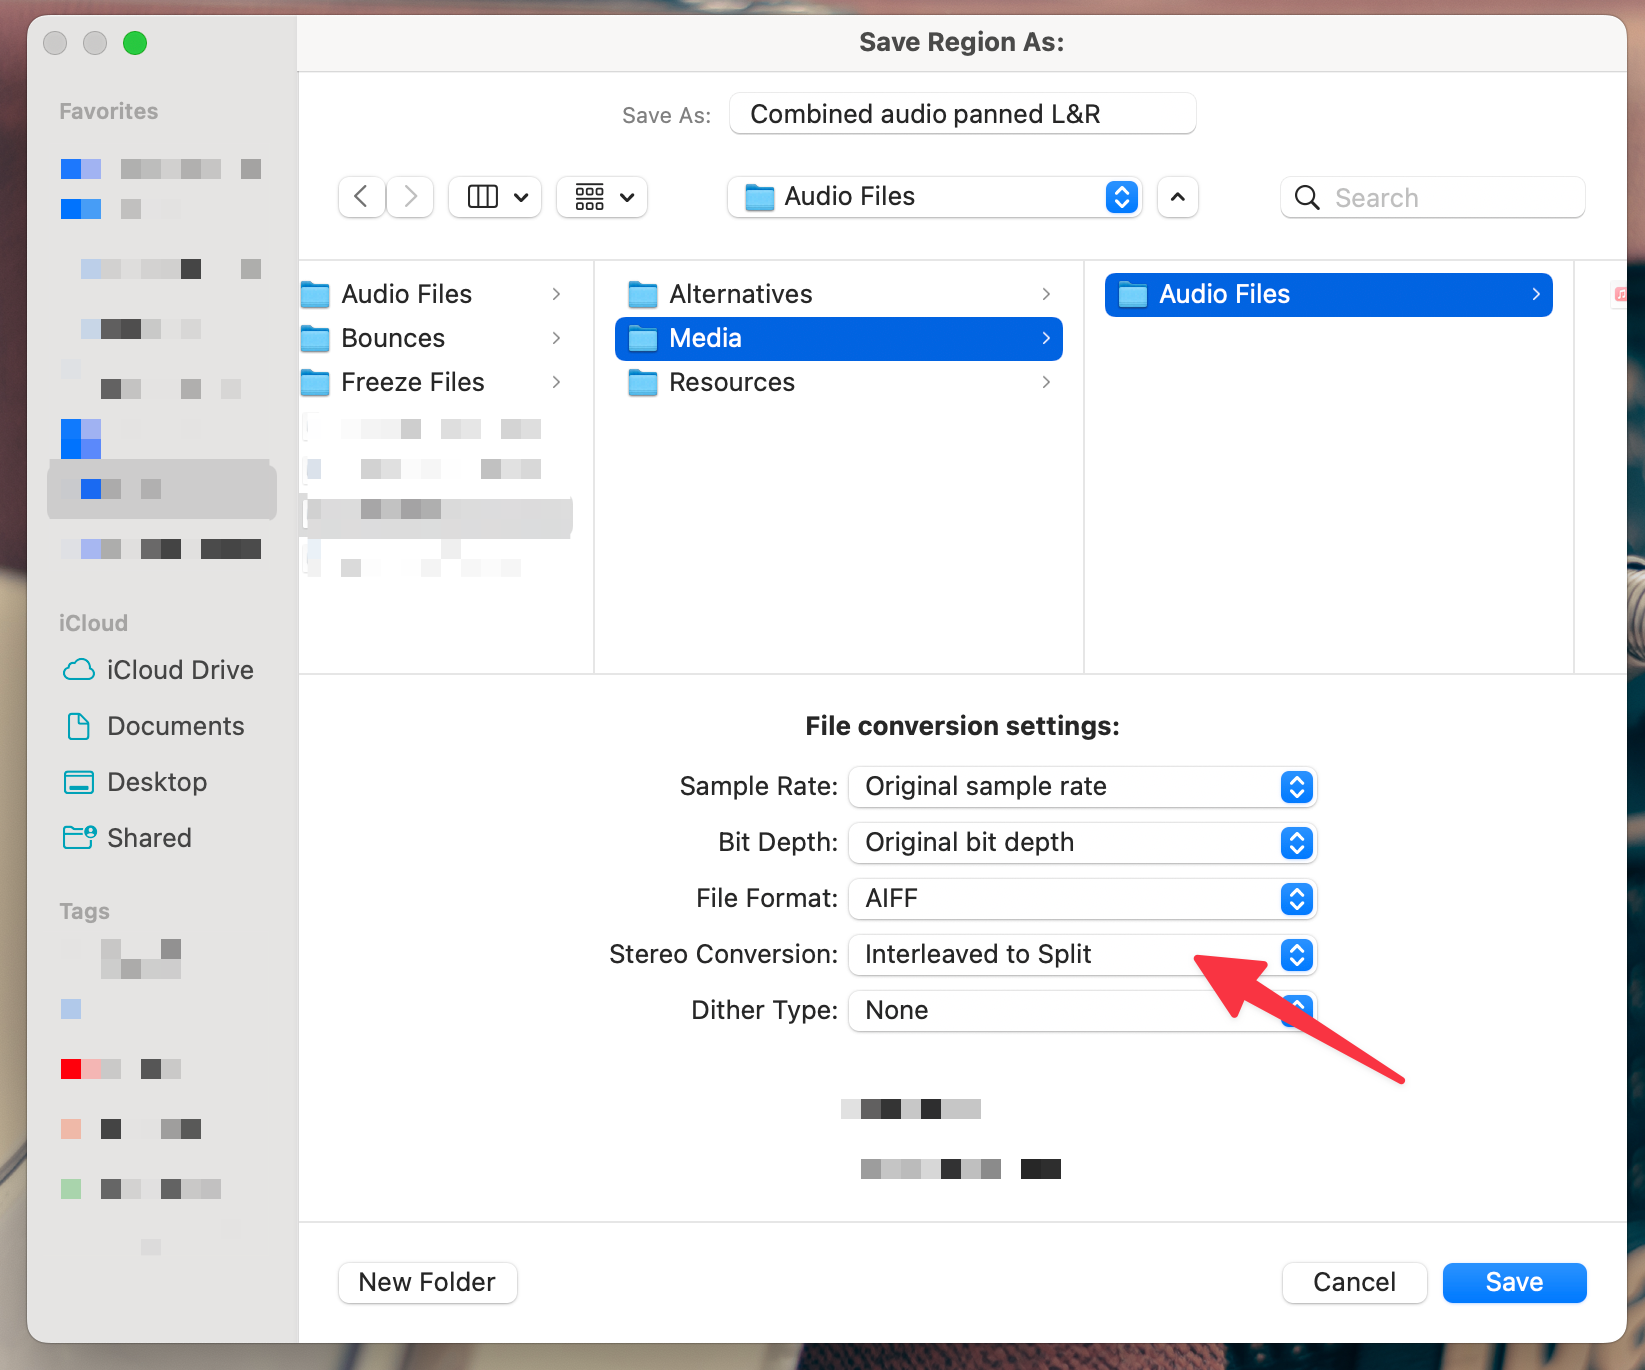 Save Region As:
Save As: Combined audio panned L&R
Audio Files
Search
Favorites
iCloud
iCloud Drive
Documents
Desktop
Shared
Tags
Audio Files
Bounces
Freeze Files
Alternatives
Media
Resources
Audio Files
File conversion settings:
Sample Rate: Original sample rate
Bit Depth: Original bit depth
File Format: AIFF
Stereo Conversion: Interleaved to Split
Dither Type: None
New Folder
Cancel
Save